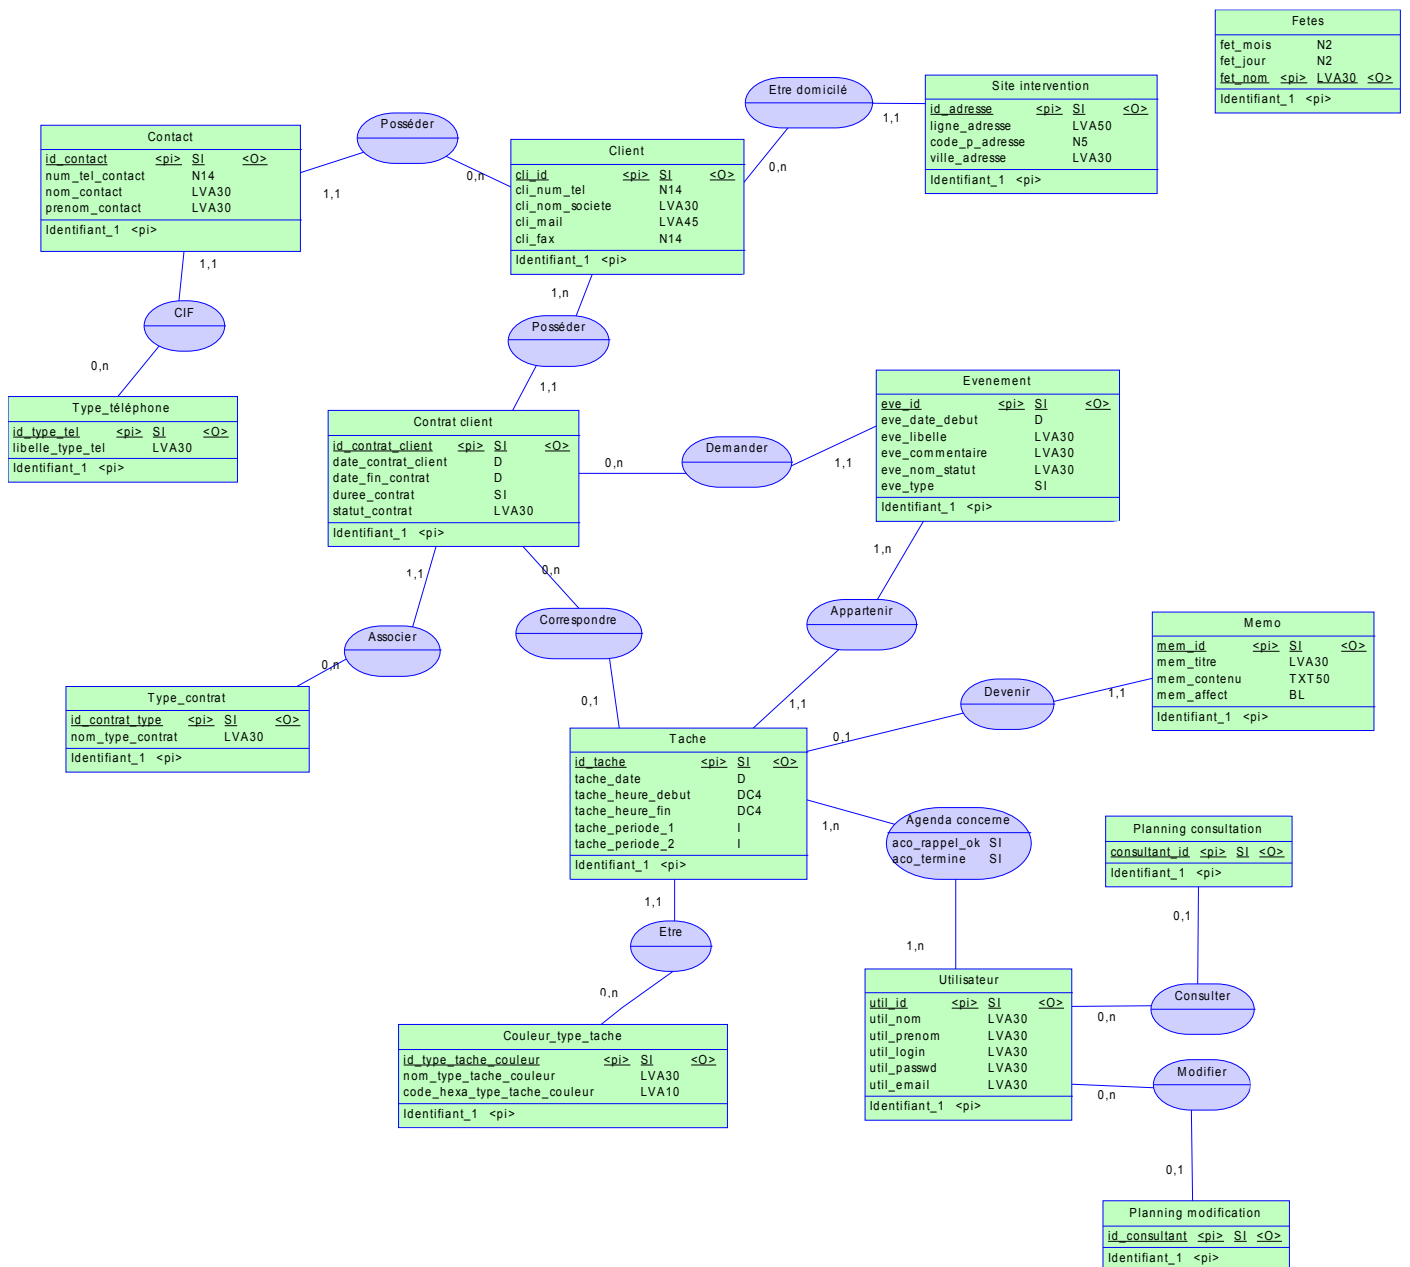 Fetes
fet_mois N2
fet_jour N2
fet_nom <pi> LVA30 <O>
Identifiant_1 <pi>
Etre domicilé
1,1
0,n
Site intervention
id_adresse <pi> SI <O>
ligne_adresse LVA50
code_p_adresse N5
ville_adresse LVA30
Identifiant_1 <pi>
Posséder
1,1
0,n
Contact
id_contact <pi> SI <O>
num_tel_contact N14
nom_contact LVA30
prenom_contact LVA30
Identifiant_1 <pi>
Client
cli_id <pi> SI <O>
cli_num_tel N14
cli_nom_societe LVA30
cli_mail LVA45
cli_fax N14
Identifiant_1 <pi>
1,1
CIF
0,n
1,n
Posséder
1,1
Type_téléphone
id_type_tel <pi> SI <O>
libelle_type_tel LVA30
Identifiant_1 <pi>
Contrat client
id_contrat_client <pi> SI <O>
date_contrat_client D
date_fin_contrat D
duree_contrat SI
statut_contrat LVA30
Identifiant_1 <pi>
0,n
Demander
1,1
Evenement
eve_id <pi> SI <O>
eve_date_debut D
eve_libelle LVA30
eve_commentaire LVA30
eve_nom_statut LVA30
eve_type SI
Identifiant_1 <pi>
1,1
Associer
0,n
0,n
Correspondre
0,1
1,n
Appartenir
1,1
Type_contrat
id_contrat_type <pi> SI <O>
nom_type_contrat LVA30
Identifiant_1 <pi>
Memo
mem_id <pi> SI <O>
mem_titre LVA30
mem_contenu TXT50
mem_affect BL
Identifiant_1 <pi>
Devenir
1,1
0,1
Tache
id_tache <pi> SI <O>
tache_date D
tache_heure_debut DC4
tache_heure_fin DC4
tache_periode_1 I
tache_periode_2 I
Identifiant_1 <pi>
1,n
Agenda concerne
aco_rappel_ok SI
aco_termine SI
1,n
Planning consultation
consultant_id <pi> SI <O>
Identifiant_1 <pi>
0,1
1,1
Etre
0,n
Utilisateur
util_id <pi> SI <O>
util_nom LVA30
util_prenom LVA30
util_login LVA30
util_passwd LVA30
util_email LVA30
Identifiant_1 <pi>
Consulter
0,n
Modifier
0,n
0,1
Couleur_type_tache
id_type_tache_couleur <pi> SI <O>
nom_type_tache_couleur LVA30
code_hexa_type_tache_couleur LVA10
Identifiant_1 <pi>
Planning modification
id_consultant <pi> SI <O>
Identifiant_1 <pi>